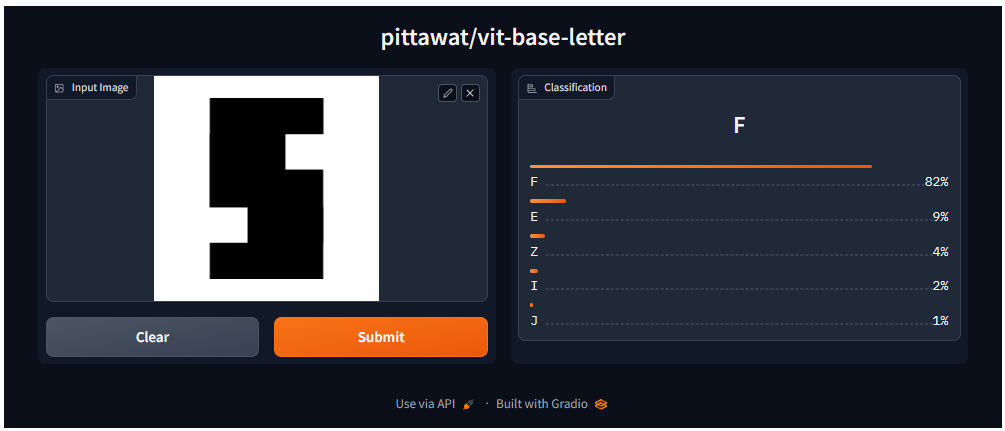 pittawat/vit-base-letter
Input Image
S
Clear
Submit
Classification
F
F 82%
E 9%
Z 4%
I 2%
J 1%
Use via API · Built with Gradio